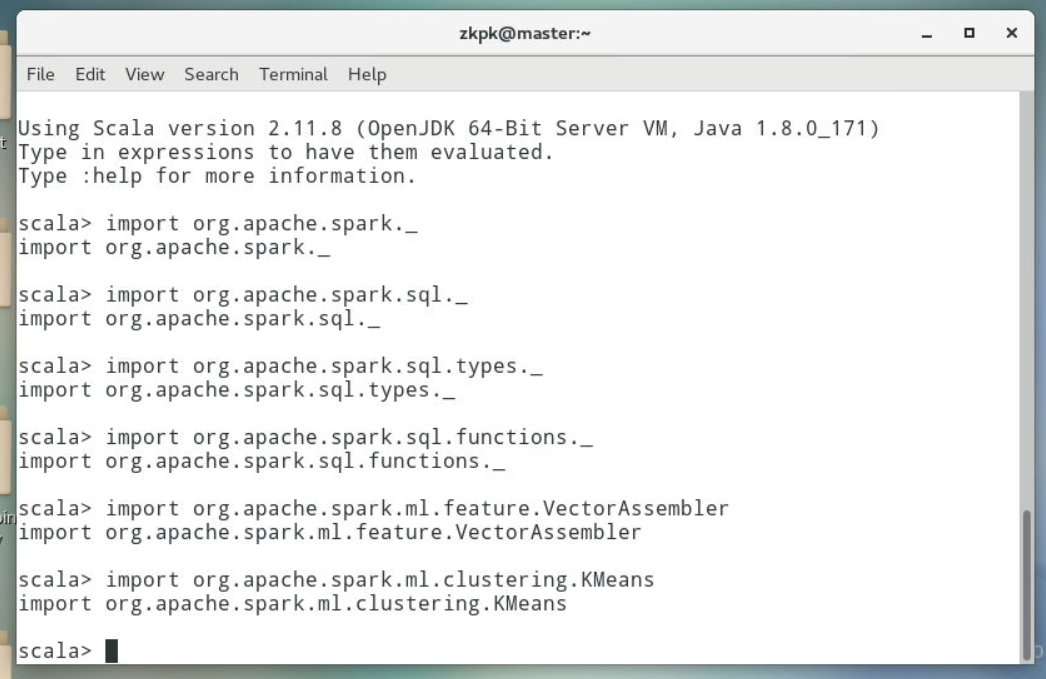 zkpk@master:~
File Edit View Search Terminal Help
Using Scala version 2.11.8 (OpenJDK 64-Bit Server VM, Java 1.8.0_171)
Type in expressions to have them evaluated.
Type :help for more information.
scala> import org.apache.spark._
import org.apache.spark._
scala> import org.apache.spark.sql._
import org.apache.spark.sql._
scala> import org.apache.spark.sql.types._
import org.apache.spark.sql.types._
scala> import org.apache.spark.sql.functions._
import org.apache.spark.sql.functions._
scala> import org.apache.spark.ml.feature.VectorAssembler
import org.apache.spark.ml.feature.VectorAssembler
scala> import org.apache.spark.ml.clustering.KMeans
import org.apache.spark.ml.clustering.KMeans
scala>